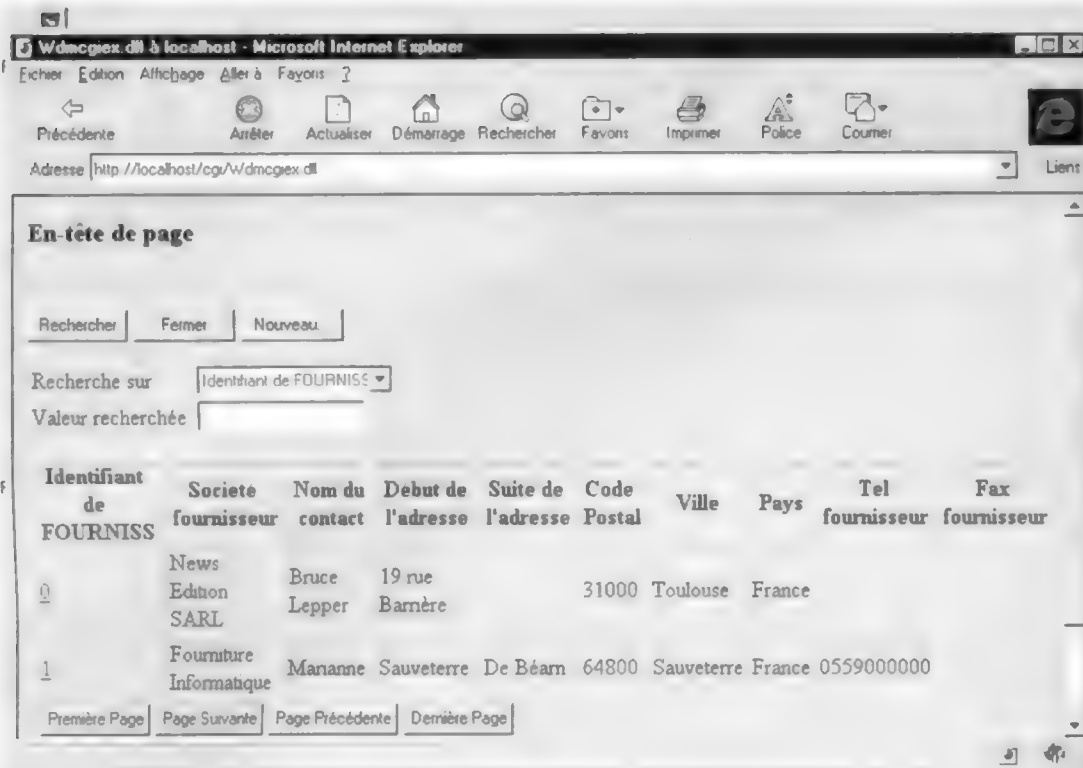 Wdmcgiex.dll à localhost - Microsoft Internet Explorer
Fichier Edition Affichage Aller à Favoris ?
Précédente Arrêter Actualiser Démarrage Rechercher Favoris Imprimer Police Courrier
Adresse http://localhost/cgi/Wdmcgiex.dll Liens
En-tête de page
Rechercher Fermer Nouveau
Recherche sur Identifiant de FOURNISS
Valeur recherchée
Identifiant de FOURNISS Société fournisseur Nom du contact Début de l'adresse Suite de l'adresse Code Postal Ville Pays Tel fournisseur Fax fournisseur
0 News Edition SARL Bruce Lepper 19 rue Barrère 31000 Toulouse France
1 Fourniture Informatique Marianne Sauveterre De Béarn 64800 Sauveterre France 0559000000
Première Page Page Suivante Page Précédente Dernière Page